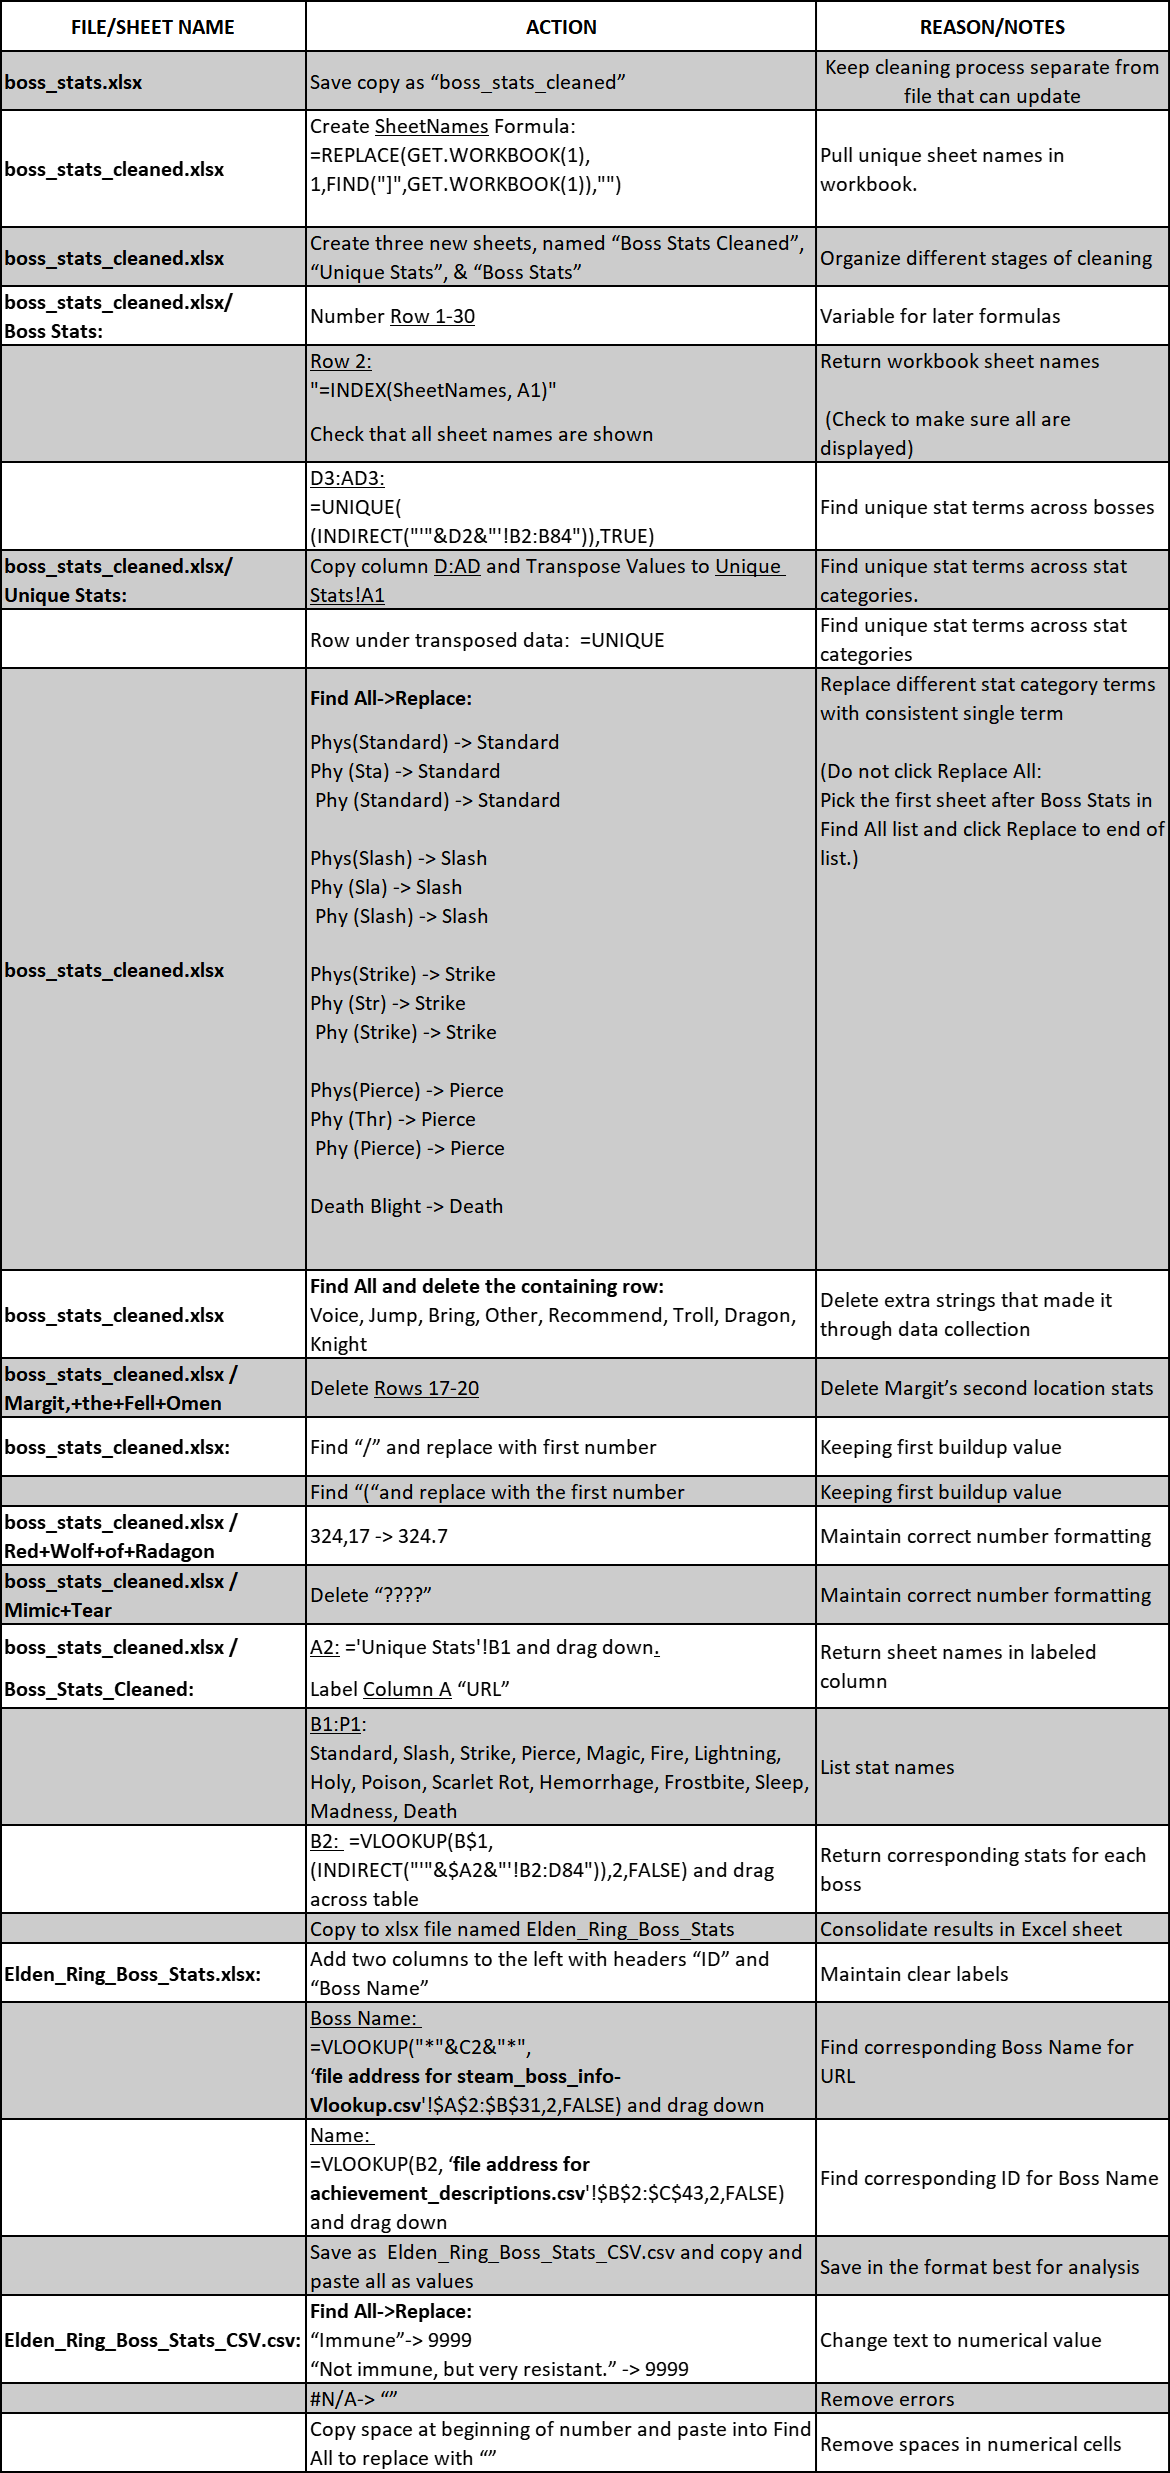 FILE/SHEET NAME
ACTION
REASON/NOTES
boss_stats.xlsx
Save copy as “boss_stats_cleaned”
Keep cleaning process separate from
file that can update
boss_stats_cleaned.xlsx
Create SheetNames Formula:
=REPLACE(GET.WORKBOOK(1),
1,FIND("]",GET.WORKBOOK(1)),"")
Pull unique sheet names in
workbook.
boss_stats_cleaned.xlsx
Create three new sheets, named “Boss Stats Cleaned”,
“Unique Stats”, & “Boss Stats”
Organize different stages of cleaning
boss_stats_cleaned.xlsx/
Boss Stats:
Number Row 1-30
Variable for later formulas
Row 2:
"=INDEX(SheetNames, A1)"
Check that all sheet names are shown
Return workbook sheet names
(Check to make sure all are
displayed)
D3:AD3:
=UNIQUE(
(INDIRECT("'"&D2&"'!B2:B84")),TRUE)
Find unique stat terms across bosses
boss_stats_cleaned.xlsx/
Unique Stats:
Copy column D:AD and Transpose Values to Unique
Stats!A1
Find unique stat terms across stat
categories.
Row under transposed data:  =UNIQUE
Find unique stat terms across stat
categories
boss_stats_cleaned.xlsx
Find All->Replace:
Phys(Standard) -> Standard
Phy (Sta) -> Standard
Phy (Standard) -> Standard
Phys(Slash) -> Slash
Phy (Sla) -> Slash
Phy (Slash) -> Slash
Phys(Strike) -> Strike
Phy (Str) -> Strike
Phy (Strike) -> Strike
Phys(Pierce) -> Pierce
Phy (Thr) -> Pierce
Phy (Pierce) -> Pierce
Death Blight -> Death
Replace different stat category terms
with consistent single term
(Do not click Replace All:
Pick the first sheet after Boss Stats in
Find All list and click Replace to end of
list.)
boss_stats_cleaned.xlsx
Find All and delete the containing row:
Voice, Jump, Bring, Other, Recommend, Troll, Dragon,
Knight
Delete extra strings that made it
through data collection
boss_stats_cleaned.xlsx /
Margit,+the+Fell+Omen
Delete Rows 17-20
Delete Margit’s second location stats
boss_stats_cleaned.xlsx:
Find “/” and replace with first number
Keeping first buildup value
Find “(“and replace with the first number
Keeping first buildup value
boss_stats_cleaned.xlsx /
Red+Wolf+of+Radagon
324,17 -> 324.7
Maintain correct number formatting
boss_stats_cleaned.xlsx /
Mimic+Tear
Delete “????”
Maintain correct number formatting
boss_stats_cleaned.xlsx /
Boss_Stats_Cleaned:
A2: ='Unique Stats'!B1 and drag down.
Label Column A “URL”
Return sheet names in labeled
column
B1:P1:
Standard, Slash, Strike, Pierce, Magic, Fire, Lightning,
Holy, Poison, Scarlet Rot, Hemorrhage, Frostbite, Sleep,
Madness, Death
List stat names
B2:  =VLOOKUP(B$1,
(INDIRECT("'"&$A2&"'!B2:D84")),2,FALSE) and drag
across table
Return corresponding stats for each
boss
Copy to xlsx file named Elden_Ring_Boss_Stats
Consolidate results in Excel sheet
Elden_Ring_Boss_Stats.xlsx:
Add two columns to the left with headers “ID” and
“Boss Name”
Maintain clear labels
Boss Name:
=VLOOKUP("*"&C2&"*",
‘file address for steam_boss_info-
Vlookup.csv'!$A$2:$B$31,2,FALSE) and drag down
Find corresponding Boss Name for
URL
Name:
=VLOOKUP(B2, ‘file address for
achievement_descriptions.csv'!$B$2:$C$43,2,FALSE)
and drag down
Find corresponding ID for Boss Name
Save as  Elden_Ring_Boss_Stats_CSV.csv and copy and
paste all as values
Save in the format best for analysis
Elden_Ring_Boss_Stats_CSV.csv:
Find All->Replace:
“Immune”-> 9999
“Not immune, but very resistant.” -> 9999
Change text to numerical value
#N/A-> “”
Remove errors
Copy space at beginning of number and paste into Find
All to replace with “”
Remove spaces in numerical cells